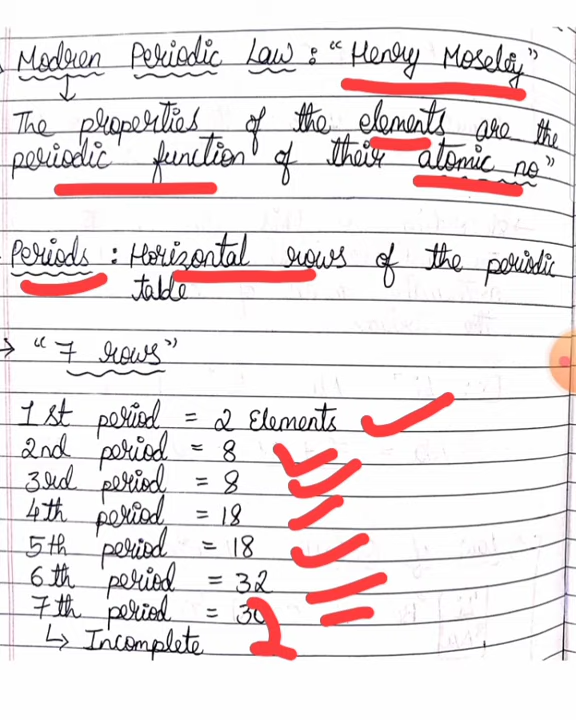 Modren Periodic Law : "Henry Moseley"
The properties of the elements are the
periodic function of their atomic no"
Periods : Horizontal rows of the periodic
table
→ "7 rows"
1st period = 2 Elements
2nd period = 8
3rd period = 8
4th period = 18
5th period = 18
6th period = 32
7th period = 32
↳ Incomplete